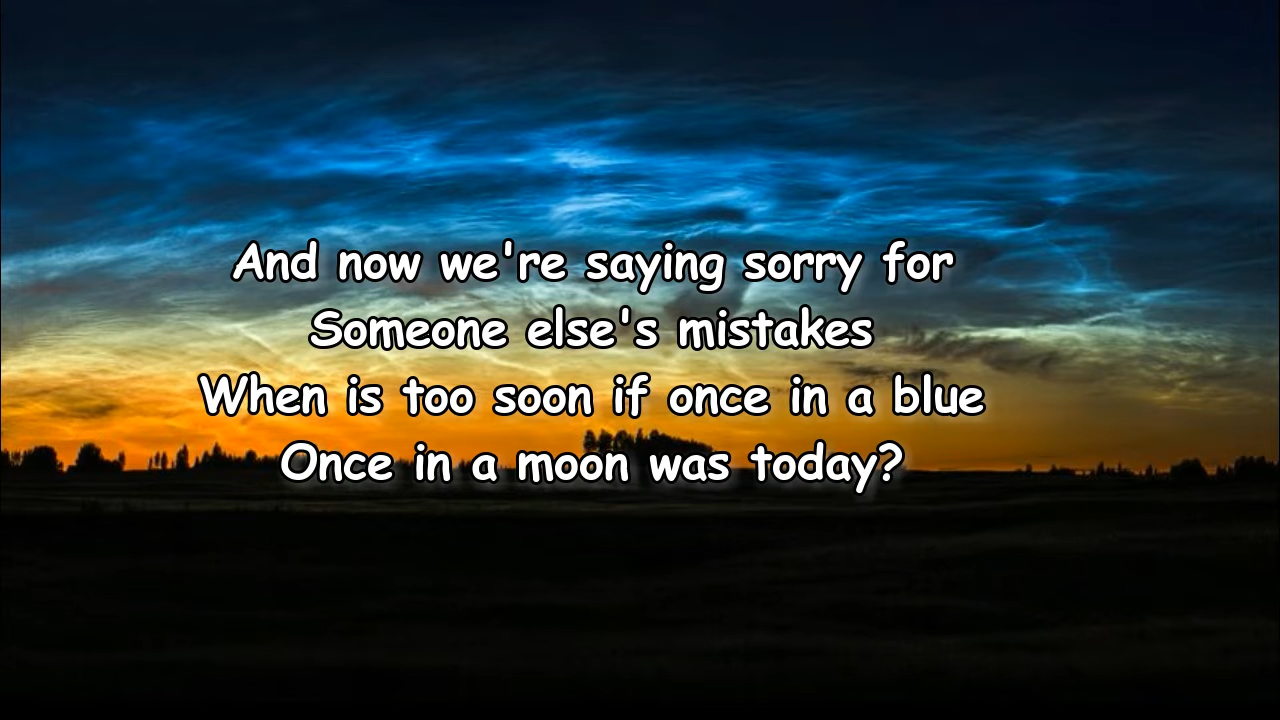 And now we're saying sorry for
Someone else's mistakes
When is too soon if once in a blue
Once in a moon was today?